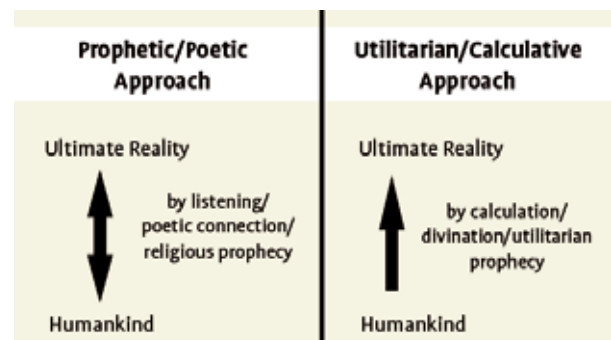 Prophetic/Poetic
Approach
Ultimate Reality
by listening/
poetic connection/
religious prophecy
Humankind
Utilitarian/Calculative
Approach
Ultimate Reality
by calculation/
divination/utilitarian
prophecy
Humankind